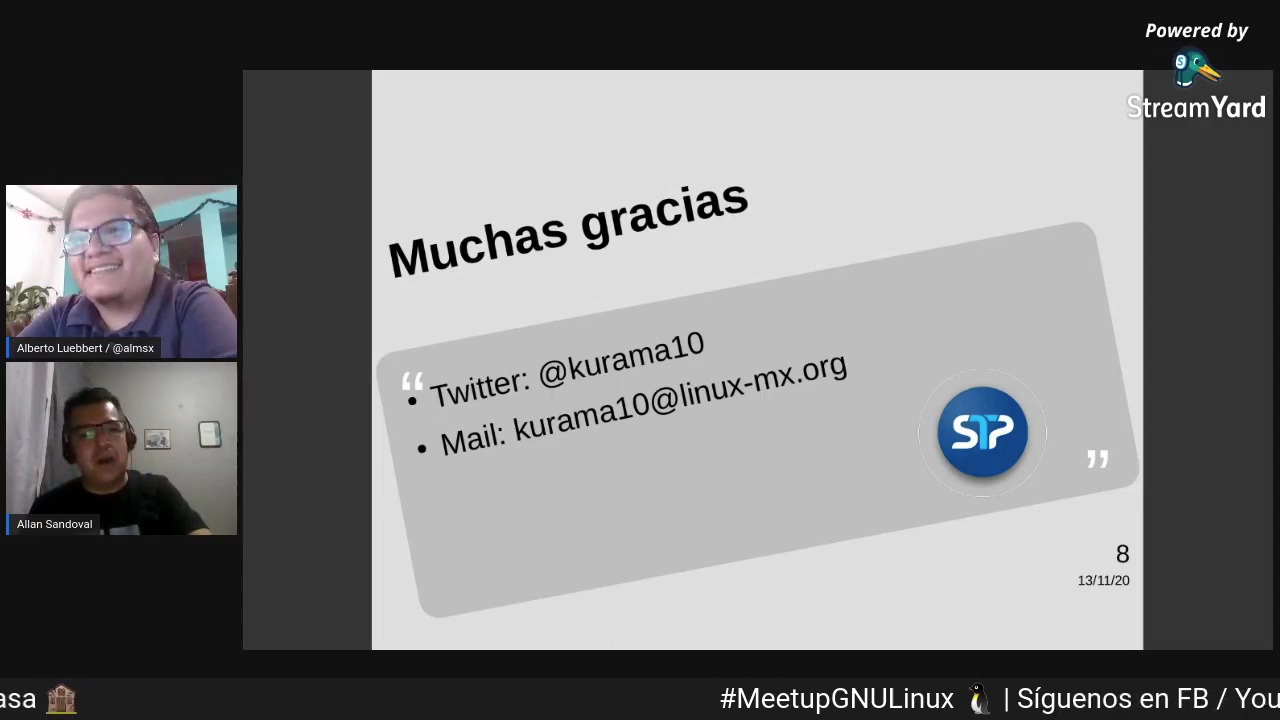 Powered by
StreamYard
Muchas gracias
“
• Twitter: @kurama10
• Mail: kurama10@linux-mx.org
STP
”
8
13/11/20
Alberto Luebbert / @almsx
Allan Sandoval
asa 🏚 #MeetupGNULinux 🐧 | Síguenos en FB / You